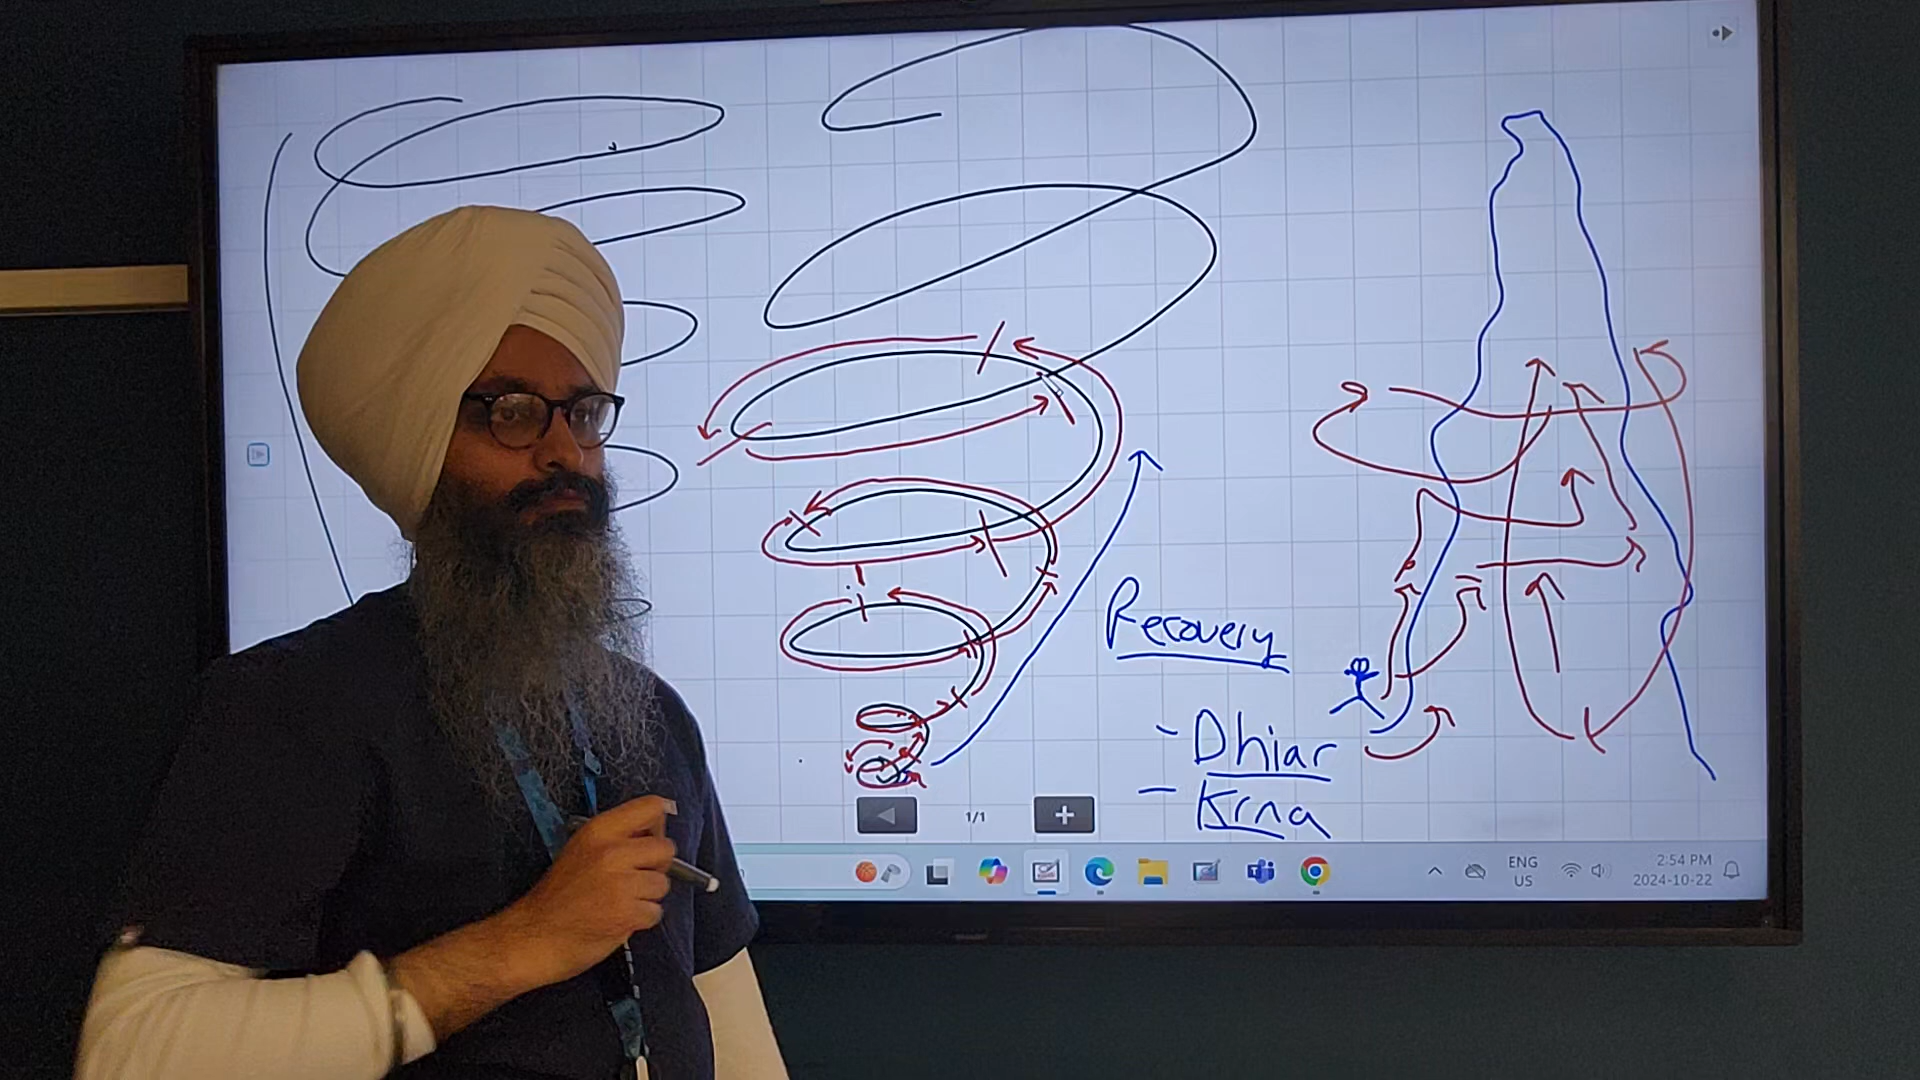 Recovery
- Dhiar
- Krna
1/1
ENG
US
2:54 PM
2024-10-22